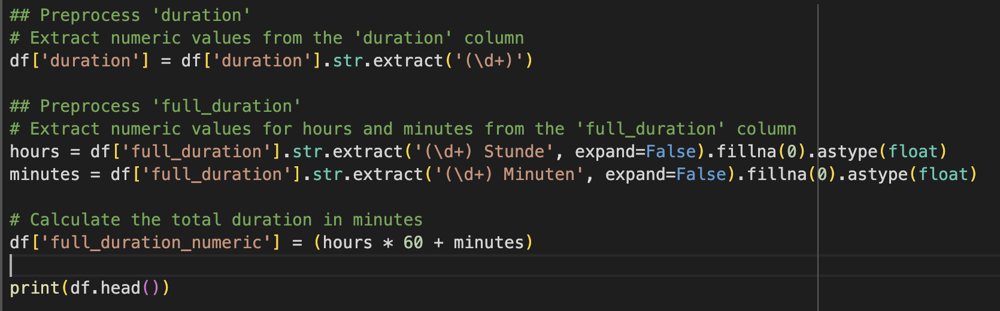 ## Preprocess 'duration'
# Extract numeric values from the 'duration' column
df['duration'] = df['duration'].str.extract('(\d+)')
## Preprocess 'full_duration'
# Extract numeric values for hours and minutes from the 'full_duration' column
hours = df['full_duration'].str.extract('(\d+) Stunde', expand=False).fillna(0).astype(float)
minutes = df['full_duration'].str.extract('(\d+) Minuten', expand=False).fillna(0).astype(float)
# Calculate the total duration in minutes
df['full_duration_numeric'] = (hours * 60 + minutes)
print(df.head())